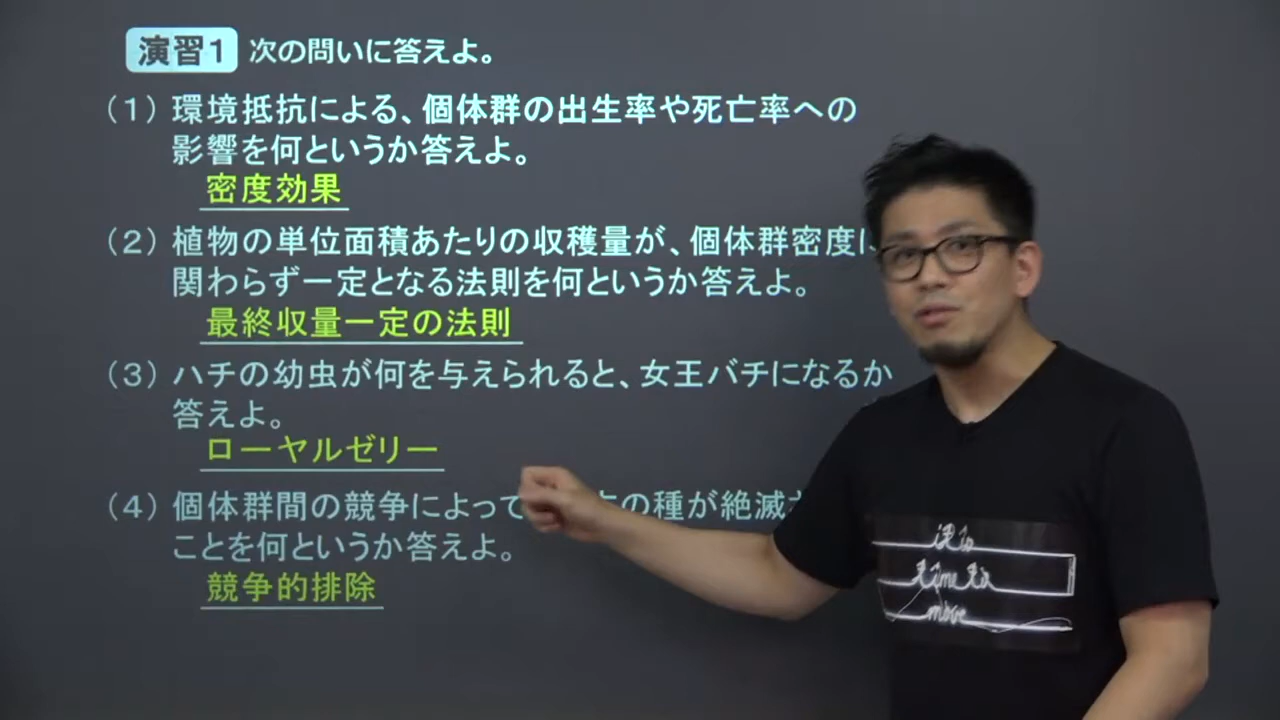 演習1 次の問いに答えよ。
(1) 環境抵抗による、個体群の出生率や死亡率への
影響を何というか答えよ。
密度効果
(2) 植物の単位面積あたりの収穫量が、個体群密度に
関わらず一定となる法則を何というか答えよ。
最終収量一定の法則
(3) ハチの幼虫が何を与えられると、女王バチになるか
答えよ。
ローヤルゼリー
(4) 個体群間の競争によって の種が絶滅
ことを何というか答えよ。
競争的排除
time to
move